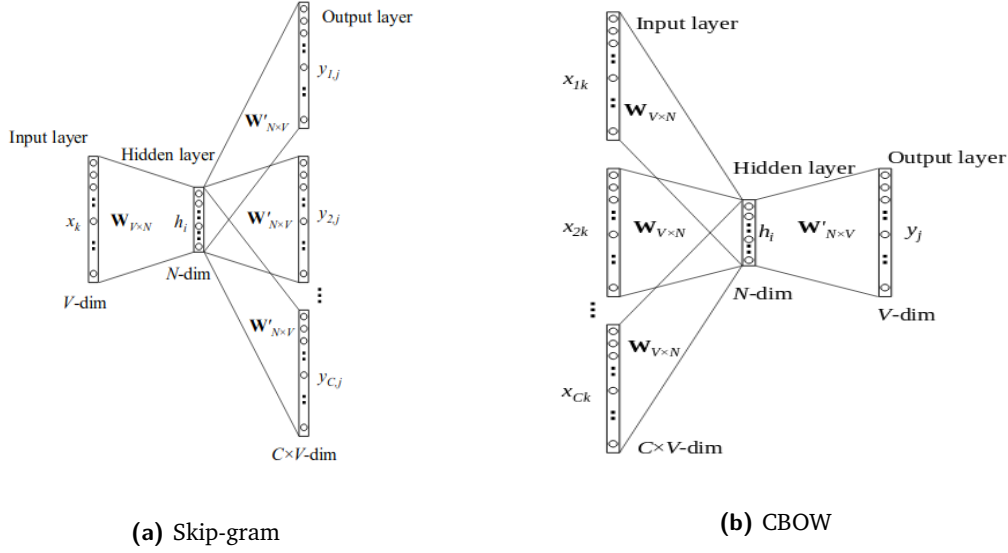 Output layer
y1,j
W'N×V
Input layer
Hidden layer
xk
WV×N
hi
W'N×V
y2,j
N-dim
V-dim
...
W'N×V
yC,j
C×V-dim
(a) Skip-gram
Input layer
x1k
WV×N
Hidden layer
Output layer
x2k
WV×N
hi
W'N×V
yj
N-dim
V-dim
...
WV×N
xCk
C×V-dim
(b) CBOW